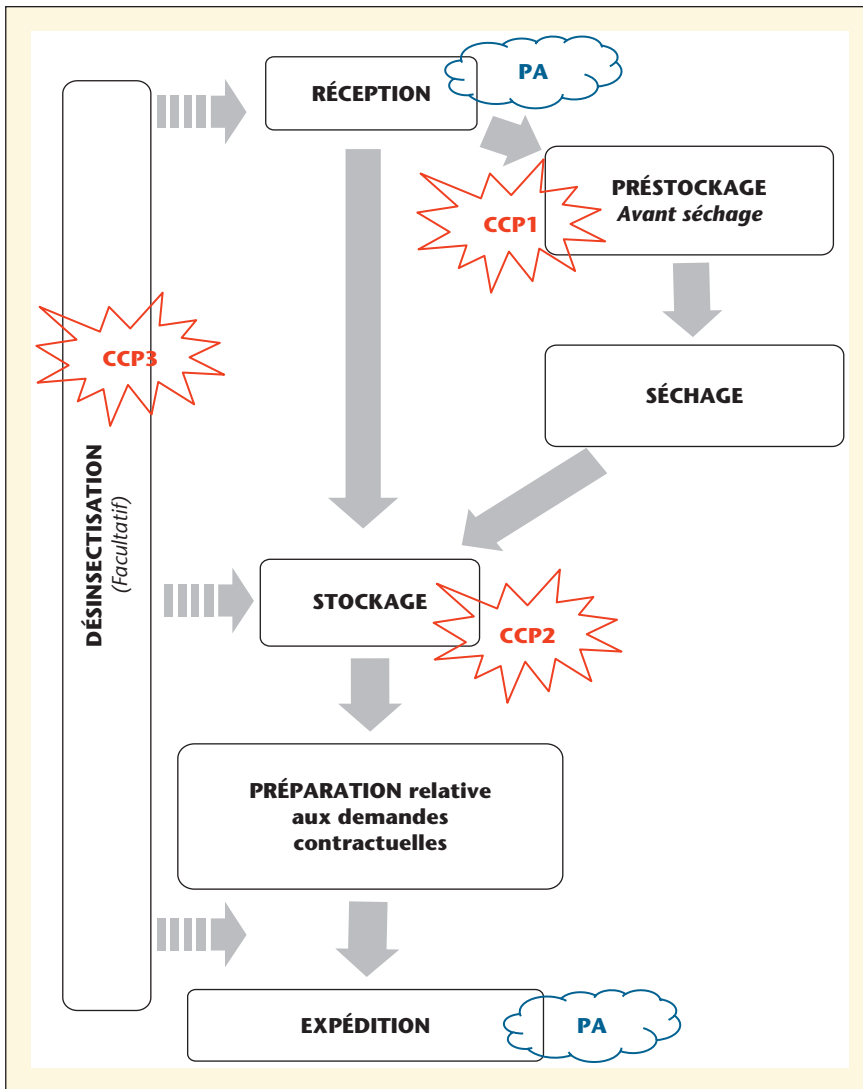 RÉCEPTION
PA
PRÉSTOCKAGE
Avant séchage
CCP1
CCP3
SÉCHAGE
DÉSINSECTISATION
(Facultatif)
STOCKAGE
CCP2
PRÉPARATION relative
aux demandes
contractuelles
EXPÉDITION
PA